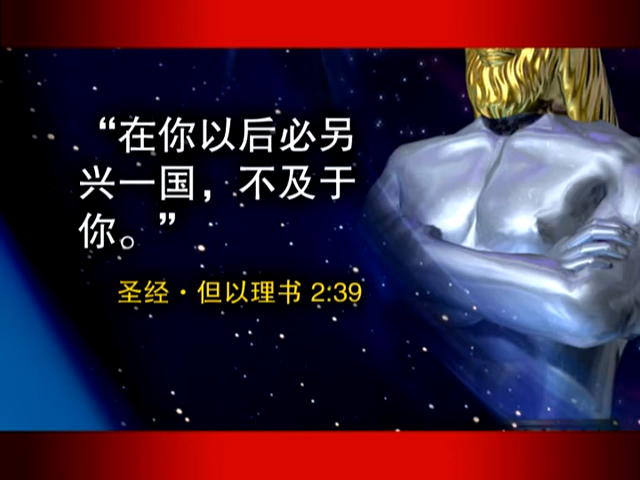 “在你以后必另
兴一国，不及于
你。”
圣经·但以理书 2:39